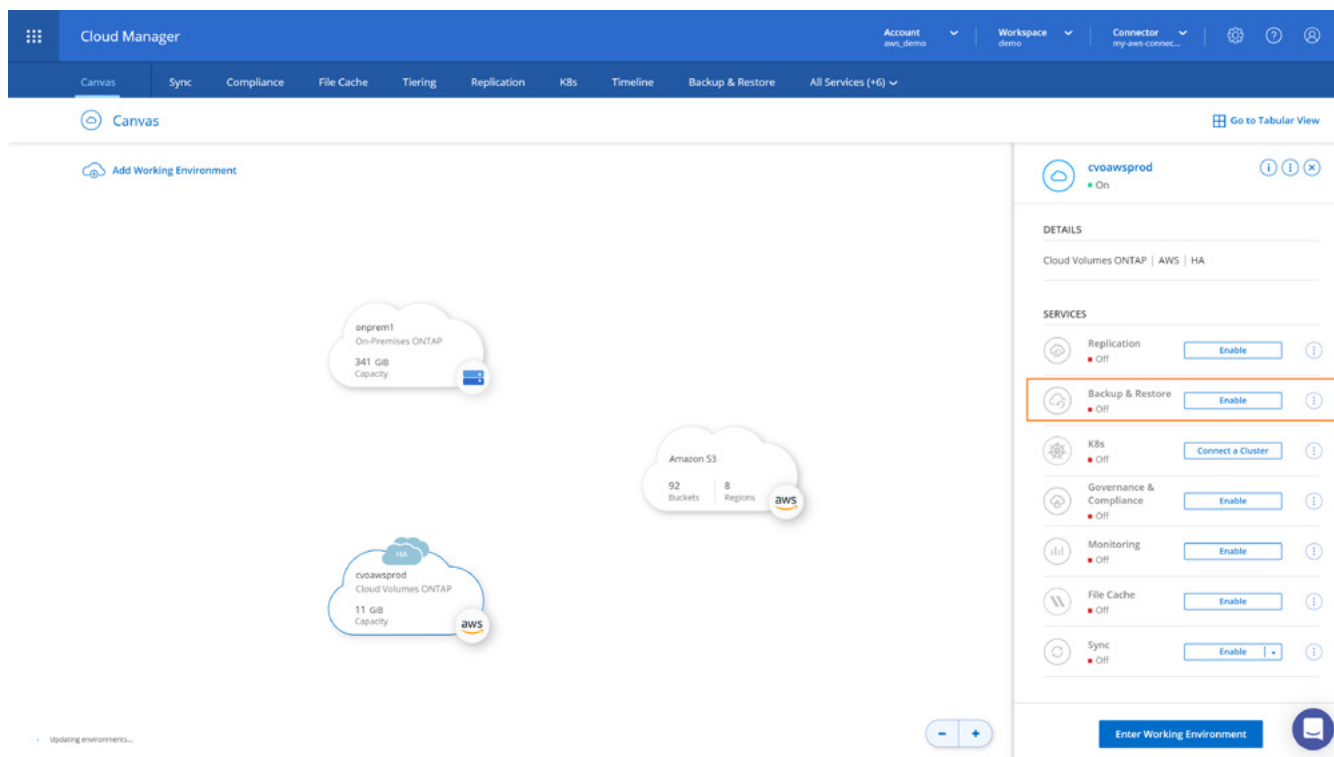 Cloud Manager
Account
aws_demo
Workspace
demo
Connector
my-aws-connec...
Canvas
Sync
Compliance
File Cache
Tiering
Replication
K8s
Timeline
Backup & Restore
All Services (+6)
Canvas
Go to Tabular View
Add Working Environment
onprem1
On-Premises ONTAP
341 GiB
Capacity
Amazon S3
92
Buckets
8
Regions
aws
HA
cvoawsprod
Cloud Volumes ONTAP
11 GiB
Capacity
aws
Updating environments...
- +
cvoawsprod
On
DETAILS
Cloud Volumes ONTAP | AWS | HA
SERVICES
Replication
Off
Enable
Backup & Restore
Off
Enable
K8s
Off
Connect a Cluster
Governance &
Compliance
Off
Enable
Monitoring
Off
Enable
File Cache
Off
Enable
Sync
Off
Enable
Enter Working Environment